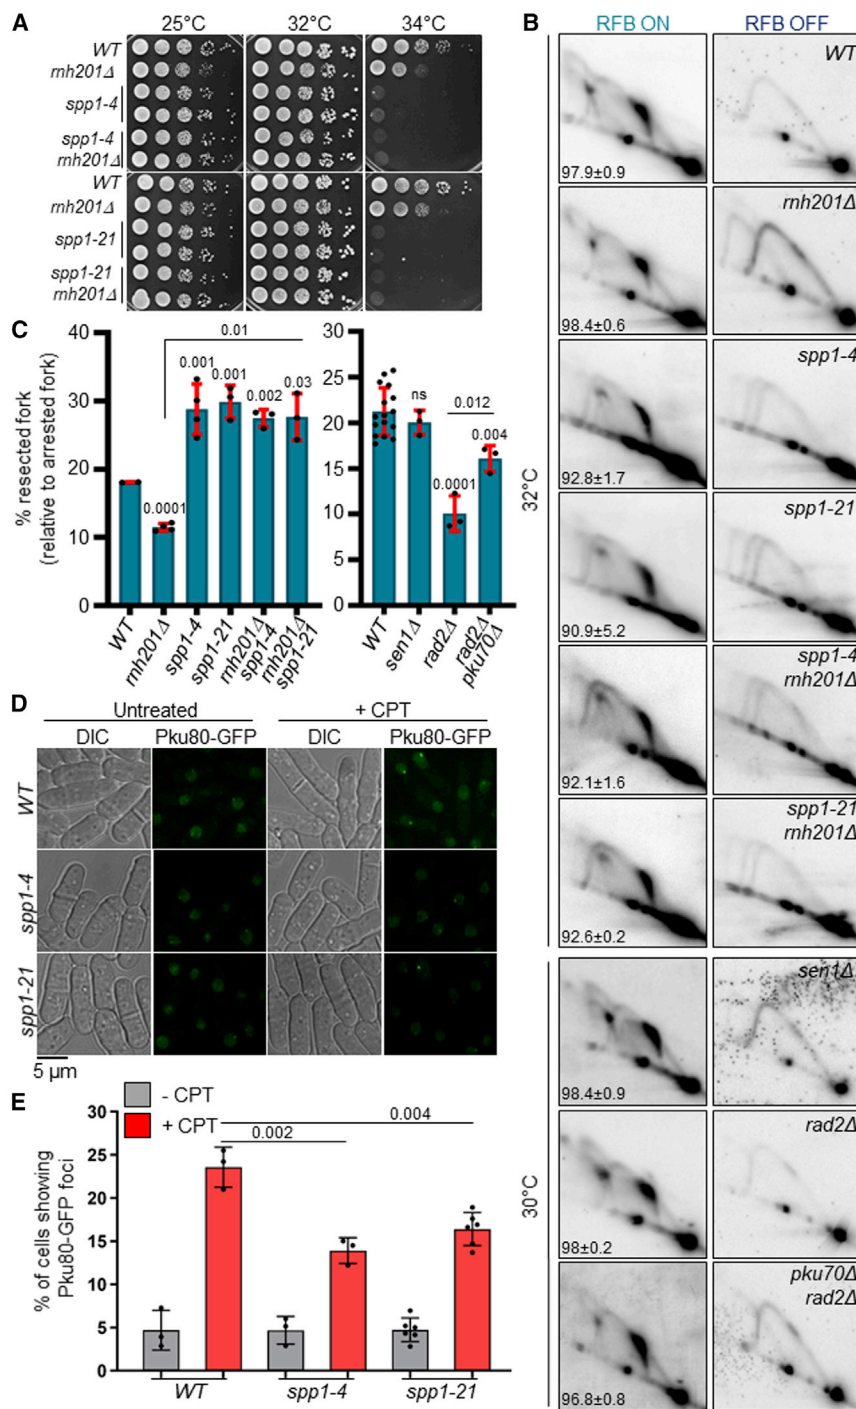 A
25°C 32°C 34°C
WT
rnh201Δ
spp1-4
spp1-4
rnh201Δ
WT
rnh201Δ
spp1-21
spp1-21
rnh201Δ
B
RFB ON RFB OFF
32°C
WT
97.9±0.9
rnh201Δ
98.4±0.6
spp1-4
92.8±1.7
spp1-21
90.9±5.2
spp1-4
rnh201Δ
92.1±1.6
spp1-21
rnh201Δ
92.6±0.2
30°C
sen1Δ
98.4±0.9
rad2Δ
98±0.2
pku70Δ
rad2Δ
96.8±0.8
C
% resected fork
(relative to arrested fork)
40
30
20
10
0
0.01
0.0001
0.001
0.001
0.002
0.03
WT
rnh201Δ
spp1-4
spp1-21
rnh201Δ
spp1-4
rnh201Δ
spp1-21
30
25
20
15
10
5
0
ns
0.012
0.0001
0.004
WT
sen1Δ
rad2Δ
rad2Δ
pku70Δ
D
Untreated + CPT
DIC Pku80-GFP DIC Pku80-GFP
WT
spp1-4
spp1-21
5 µm
E
- CPT
+ CPT
% of cells showing
Pku80-GFP foci
30
25
20
15
10
5
0
0.002
0.004
WT spp1-4 spp1-21